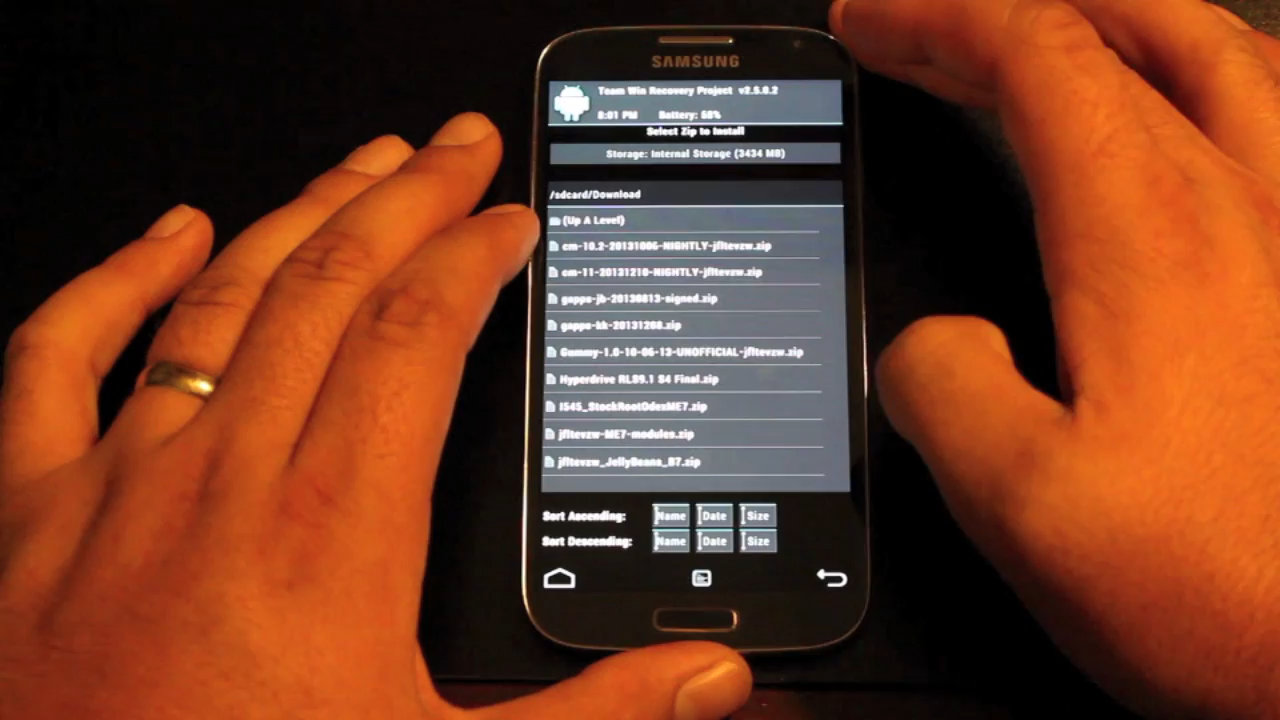 SAMSUNG
Team Win Recovery Project v2.5.0.2
8:01 PM Battery: 68%
Select Zip to Install
Storage: Internal Storage (3434 MB)
/sdcard/Download
(Up A Level)
cm-10.2-20131006-NIGHTLY-jfltevzw.zip
cm-11-20131210-NIGHTLY-jfltevzw.zip
gapps-jb-20130813-signed.zip
gapps-kk-20131208.zip
Gummy-1.0-10-06-13-UNOFFICIAL-jfltevzw.zip
Hyperdrive RLS9.1 S4 Final.zip
I545_StockRootOdexME7.zip
jfltevzw-ME7-modules.zip
jfltevzw_JellyBeans_B7.zip
Sort Ascending: Name Date Size
Sort Descending: Name Date Size